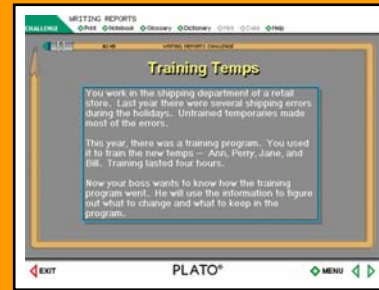 WRITING REPORTS
CHALLENGE Print Notebook Glossary Dictionary Hint Help
WRITING REPORTS CHALLENGE
Training Temps
You work in the shipping department of a retail
store. Last year there were several shipping errors
during the holidays. Untrained temporaries made
most of the errors.
This year, there was a training program. You used
it to train the new temps — Ann, Perry, Jane, and
Bill. Training lasted four hours.
Now your boss wants to know how the training
program went. He will use the information to figure
out what to change and what to keep in the
program.
EXIT PLATO® MENU